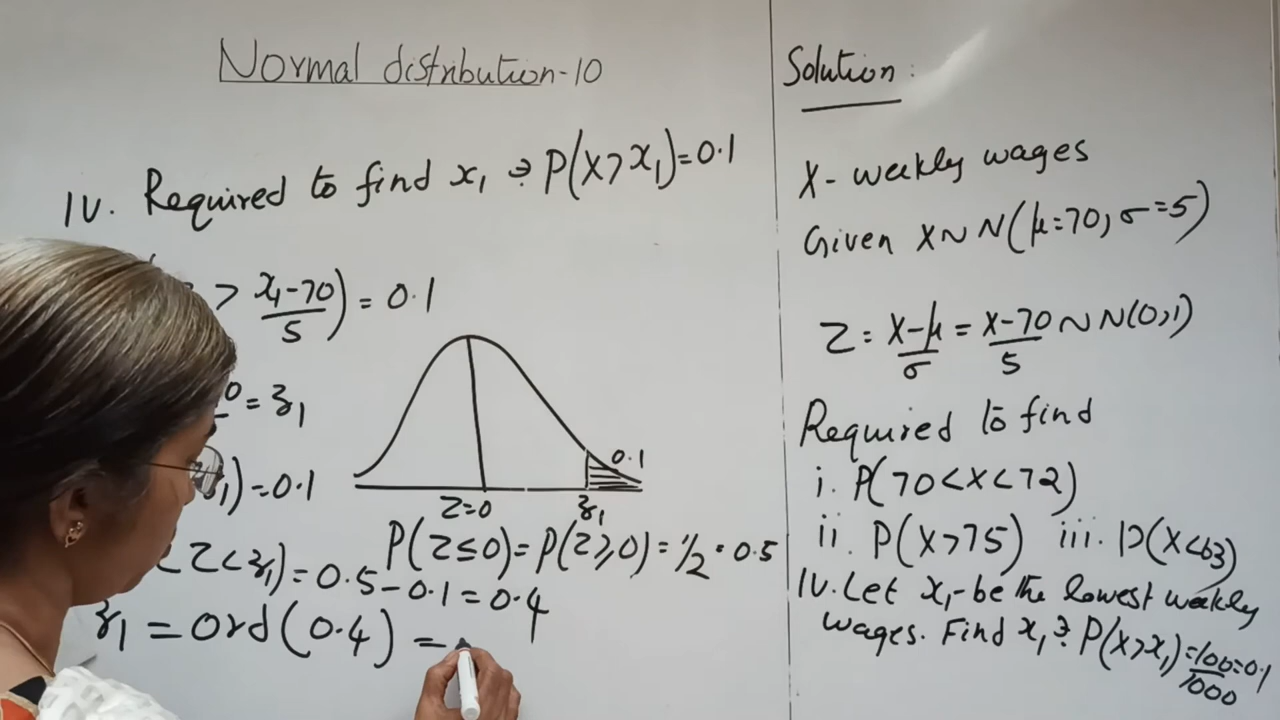 Normal distribution-10
IV. Required to find x₁ ∋ P(X>x₁)=0.1
> x₁-70/5) = 0.1
0 = z₁
₁)=0.1
Z=0
z₁
0.1
P(Z≤0)=P(Z≥0)=1/2=0.5
< Z<z₁)=0.5-0.1=0.4
z₁ = ord(0.4) =
Solution:
X- weekly wages
Given X~N(μ=70, σ=5)
Z = X-μ/σ = X-70/5 ~ N(0,1)
Required to find
i. P(70<X<72)
ii. P(X>75) iii. P(X<63)
IV. Let x₁-be the lowest weekly
wages. Find x₁ ∋ P(X>x₁)=100/1000=0.1